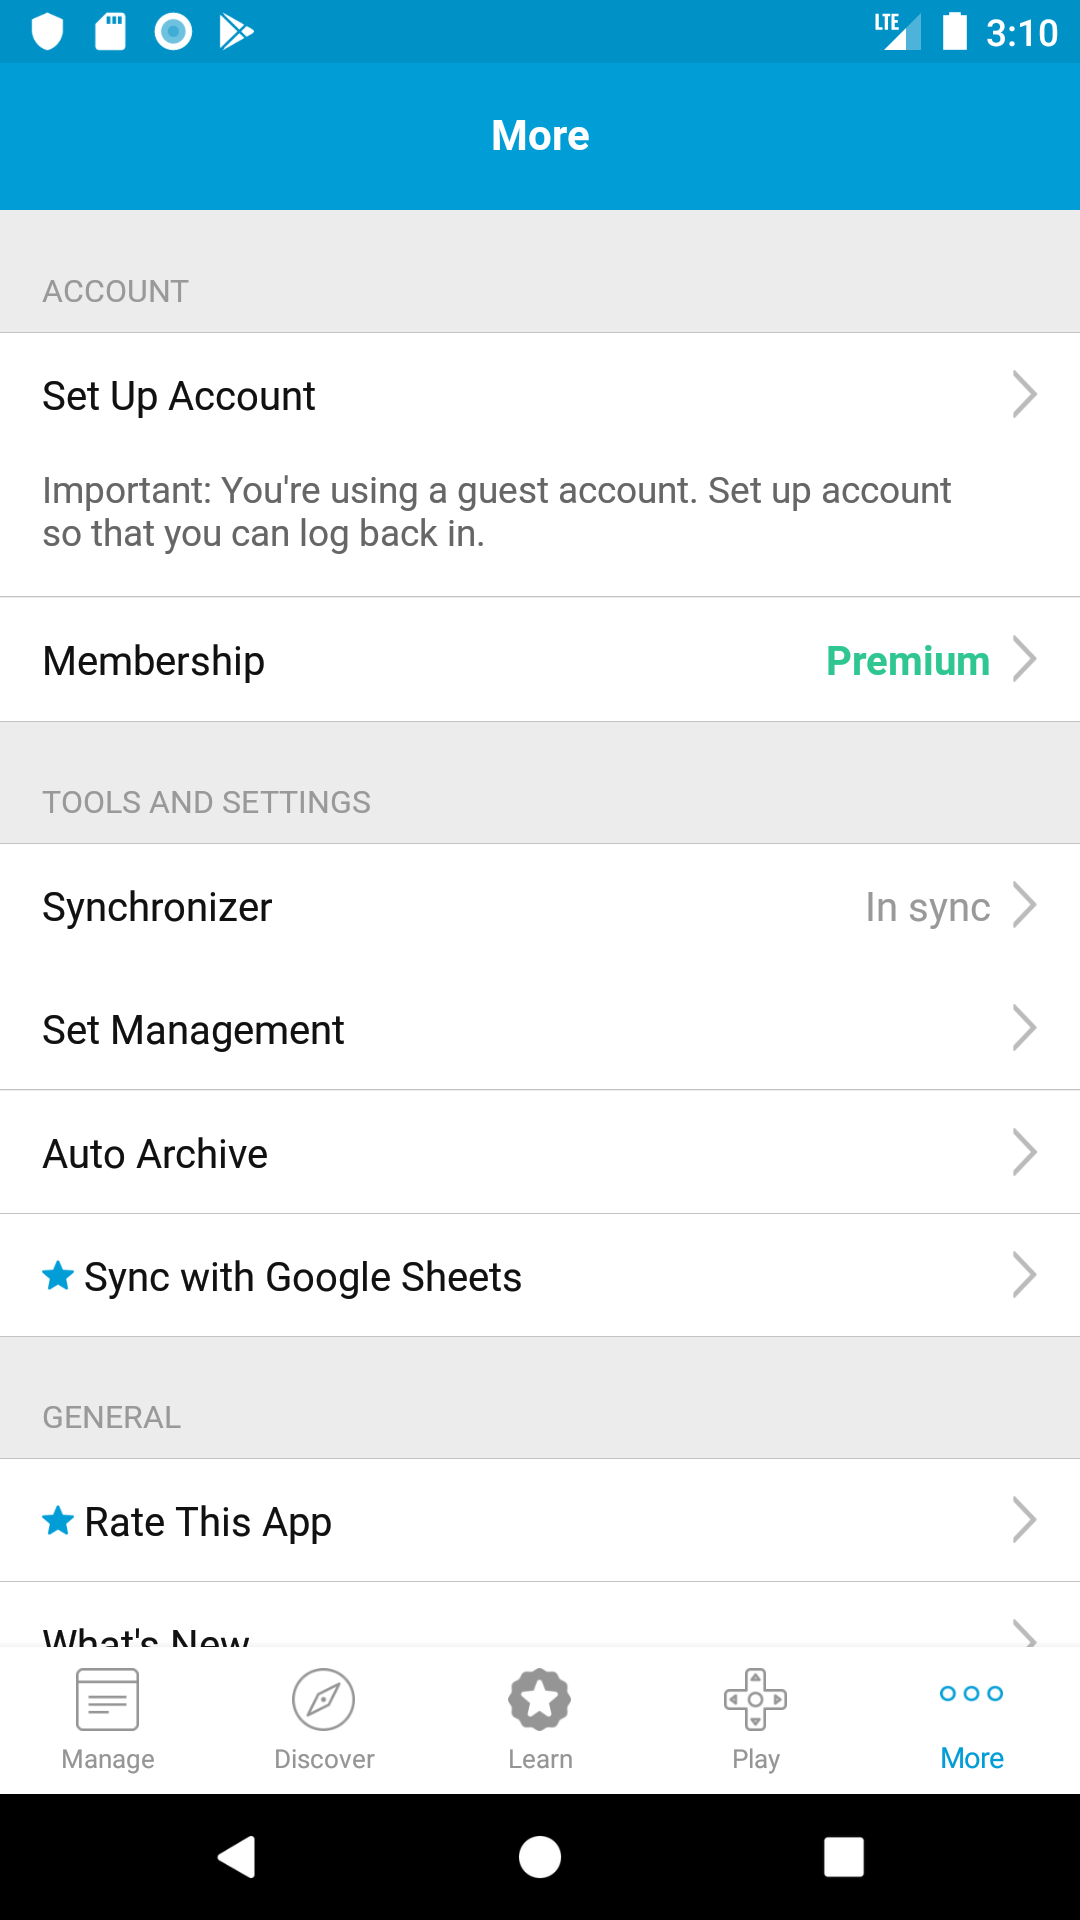 LTE 3:10
More
ACCOUNT
Set Up Account
Important: You're using a guest account. Set up account
so that you can log back in.
Membership Premium
TOOLS AND SETTINGS
Synchronizer In sync
Set Management
Auto Archive
Sync with Google Sheets
GENERAL
Rate This App
What's New
Manage Discover Learn Play More